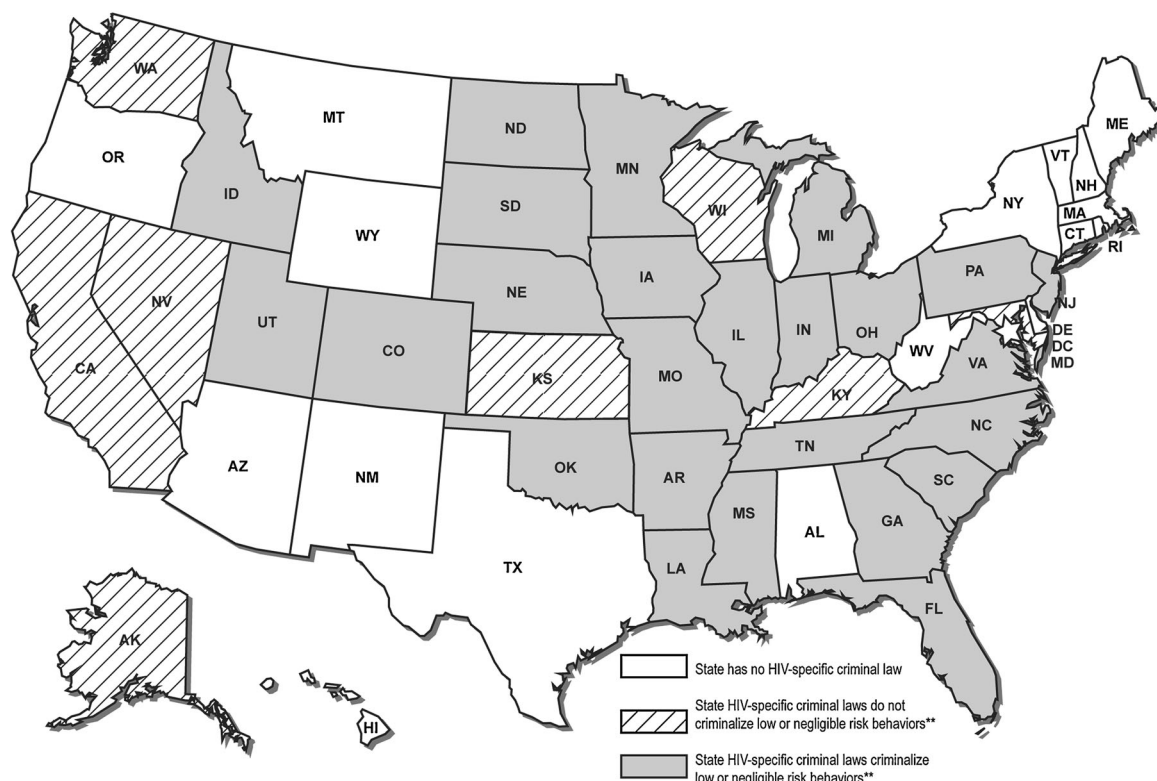 WA
MT
ND
MN
ME
OR
ID
SD
WI
VT
NH
NY
MA
WY
MI
CT
RI
IA
PA
NE
NV
NJ
UT
IL
IN
OH
DE
CO
DC
WV
MD
CA
KS
MO
VA
KY
NC
TN
AZ
OK
NM
AR
SC
MS
GA
AL
TX
LA
FL
AK
HI
State has no HIV-specific criminal law
State HIV-specific criminal laws do not
criminalize low or negligible risk behaviors**
State HIV-specific criminal laws criminalize
low or negligible risk behaviors**